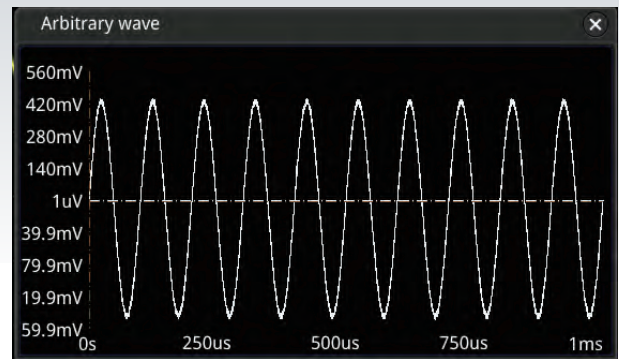 Arbitrary wave
560mV
420mV
280mV
140mV
1uV
39.9mV
79.9mV
19.9mV
59.9mV
0s 250us 500us 750us 1ms